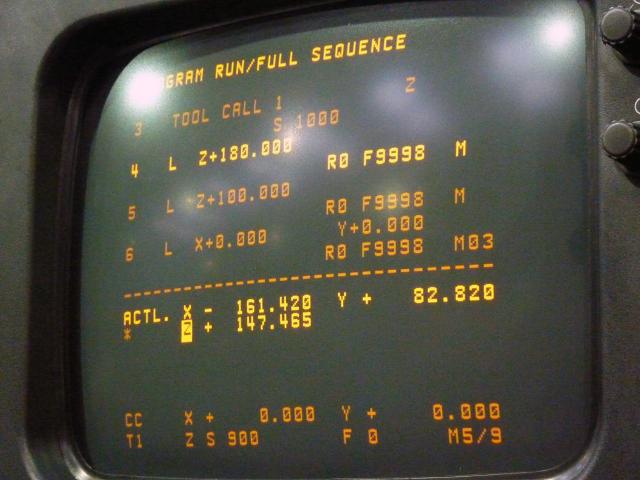 GRAM RUN/FULL SEQUENCE
3 TOOL CALL 1 Z
S 1000
4 L Z+180.000 R0 F9998 M
5 L Z+100.000 R0 F9998 M
6 L X+0.000 Y+0.000
R0 F9998 M03
ACTL. X - 161.420 Y + 82.820
* Z + 147.465
CC X + 0.000 Y + 0.000
T1 Z S 900 F 0 M5/9